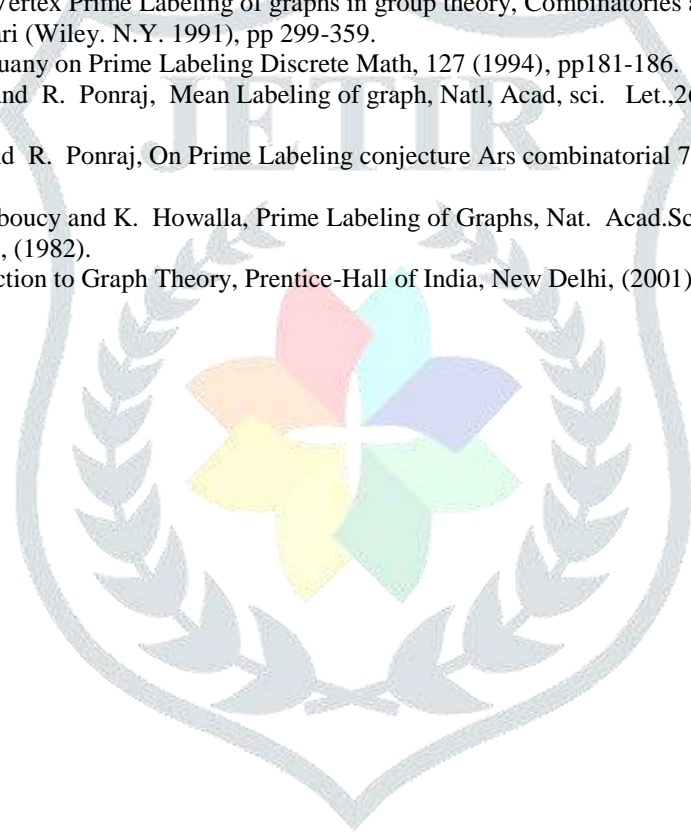 Vertex Prime Labeling of graphs in group theory, Combinatories
ari (Wiley. N.Y. 1991), pp 299-359.
uany on Prime Labeling Discrete Math, 127 (1994), pp181-186.
and R. Ponraj, Mean Labeling of graph, Natl, Acad, sci. Let.,26
JETIR
nd R. Ponraj, On Prime Labeling conjecture Ars combinatorial 7
boucy and K. Howalla, Prime Labeling of Graphs, Nat. Acad.Sc
, (1982).
ction to Graph Theory, Prentice-Hall of India, New Delhi, (2001)